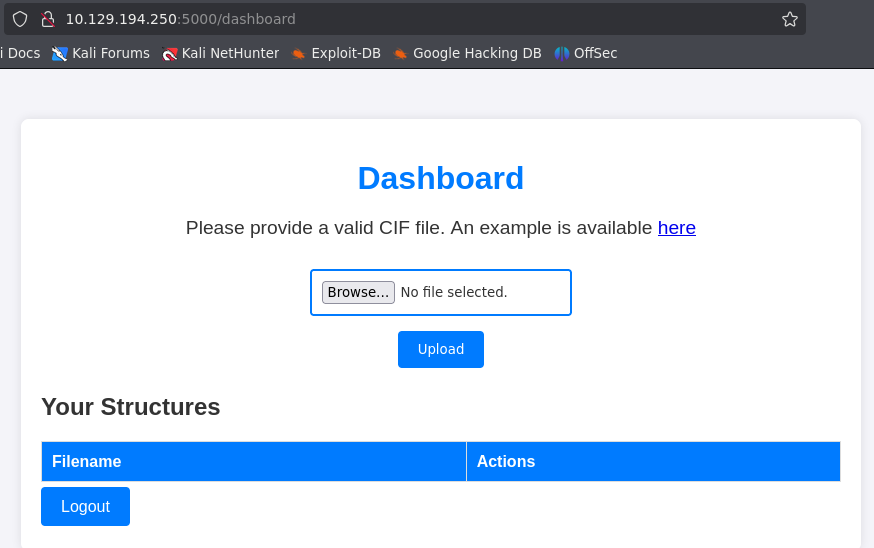 10.129.194.250:5000/dashboard
i Docs Kali Forums Kali NetHunter Exploit-DB Google Hacking DB OffSec
Dashboard
Please provide a valid CIF file. An example is available here
Browse... No file selected.
Upload
Your Structures
Filename Actions
Logout